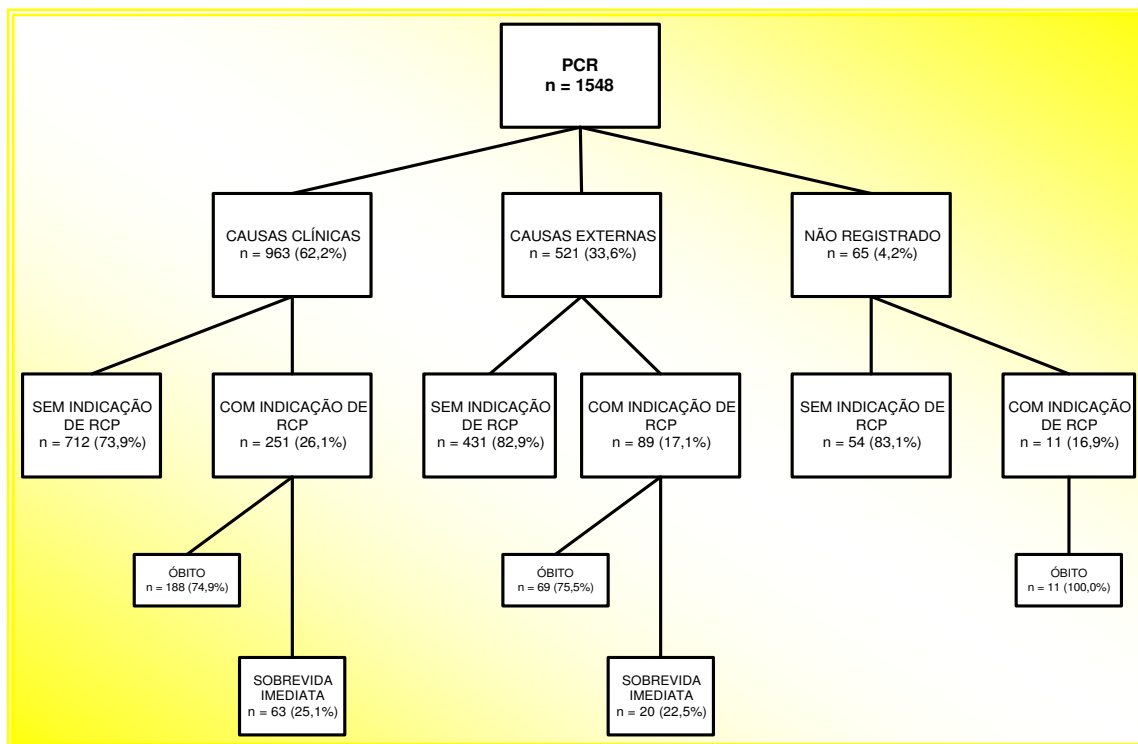 PCR
n = 1548
CAUSAS CLÍNICAS
n = 963 (62,2%)
CAUSAS EXTERNAS
n = 521 (33,6%)
NÃO REGISTRADO
n = 65 (4,2%)
SEM INDICAÇÃO
DE RCP
n = 712 (73,9%)
COM INDICAÇÃO DE
RCP
n = 251 (26,1%)
SEM INDICAÇÃO
DE RCP
n = 431 (82,9%)
COM INDICAÇÃO DE
RCP
n = 89 (17,1%)
SEM INDICAÇÃO DE
RCP
n = 54 (83,1%)
COM INDICAÇÃO
DE RCP
n = 11 (16,9%)
ÓBITO
n = 188 (74,9%)
ÓBITO
n = 69 (75,5%)
ÓBITO
n = 11 (100,0%)
SOBREVIDA
IMEDIATA
n = 63 (25,1%)
SOBREVIDA
IMEDIATA
n = 20 (22,5%)